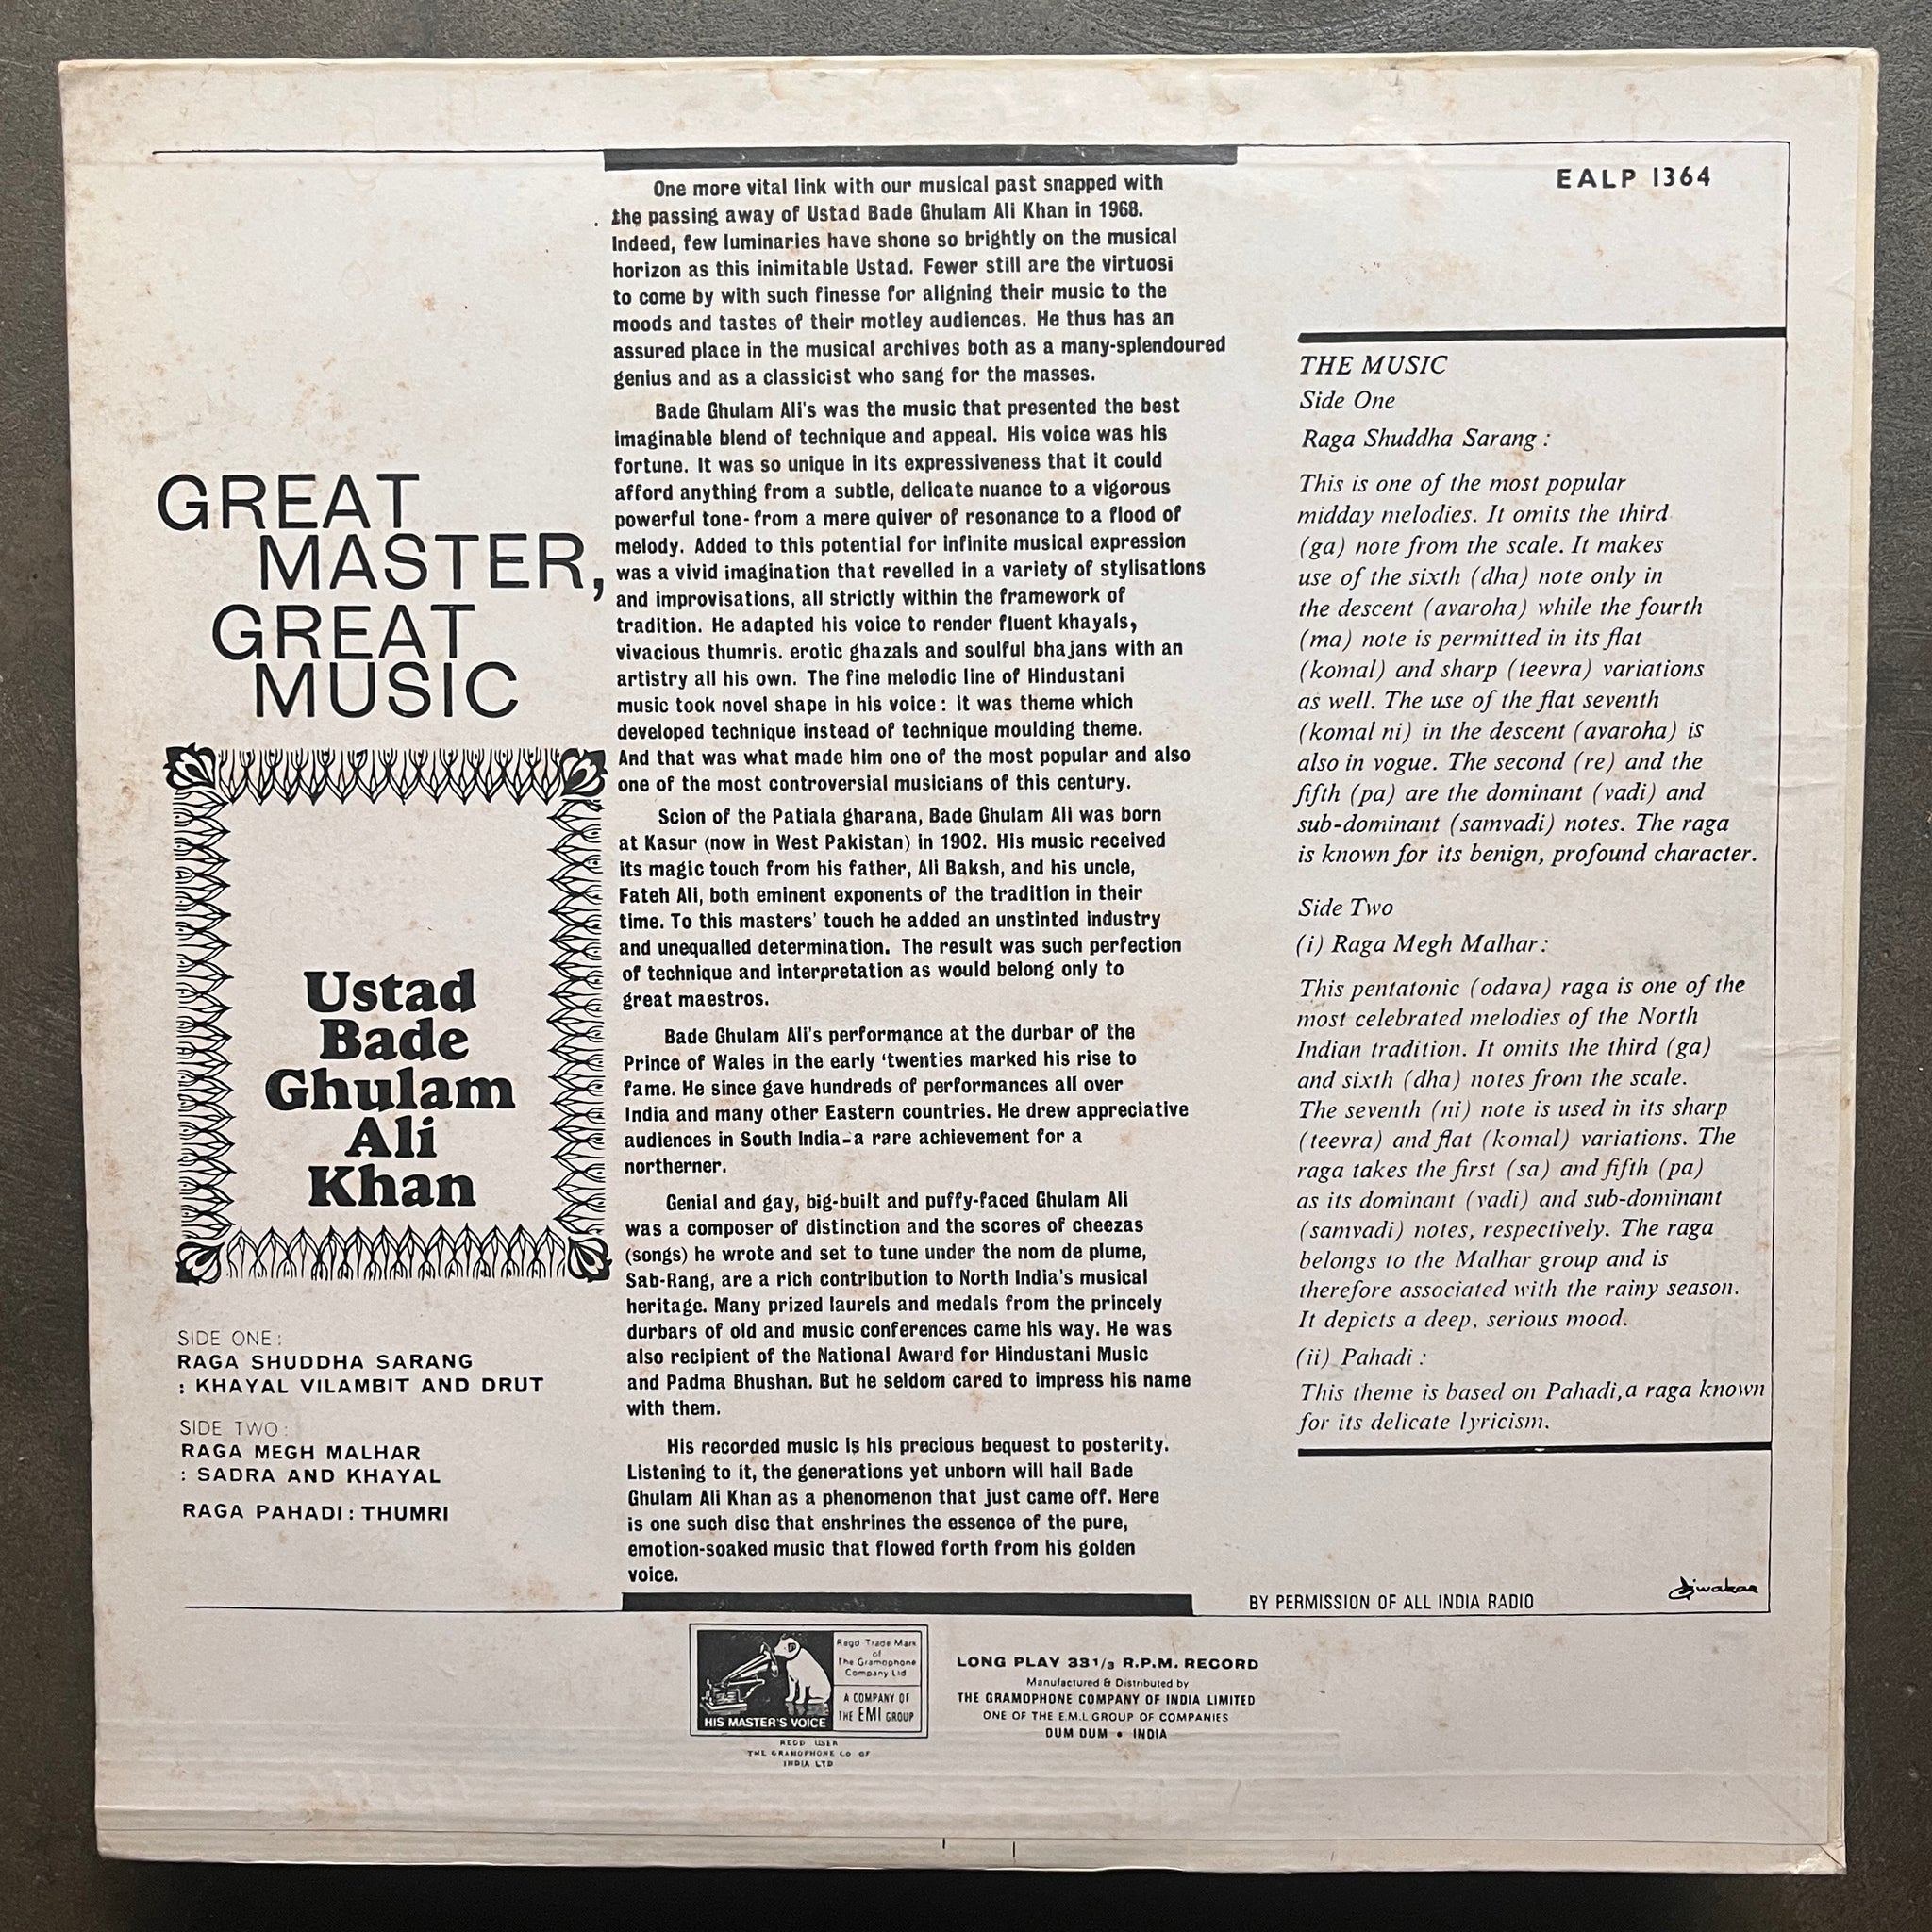 EALP 1364
GREAT
MASTER,
GREAT
MUSIC
Ustad
Bade
Ghulam
Ali
Khan
SIDE ONE:
RAGA SHUDDHA SARANG
: KHAYAL VILAMBIT AND DRUT
SIDE TWO:
RAGA MEGH MALHAR
: SADRA AND KHAYAL
RAGA PAHADI: THUMRI
One more vital link with our musical past snapped with
the passing away of Ustad Bade Ghulam Ali Khan in 1968.
Indeed, few luminaries have shone so brightly on the musical
horizon as this inimitable Ustad. Fewer still are the virtuosi
to come by with such finesse for aligning their music to the
moods and tastes of their motley audiences. He thus has an
assured place in the musical archives both as a many-splendoured
genius and as a classicist who sang for the masses.
Bade Ghulam Ali's was the music that presented the best
imaginable blend of technique and appeal. His voice was his
fortune. It was so unique in its expressiveness that it could
afford anything from a subtle, delicate nuance to a vigorous
powerful tone-from a mere quiver of resonance to a flood of
melody. Added to this potential for infinite musical expression
was a vivid imagination that revelled in a variety of stylisations
and improvisations, all strictly within the framework of
tradition. He adapted his voice to render fluent khayals,
vivacious thumris. erotic ghazals and soulful bhajans with an
artistry all his own. The fine melodic line of Hindustani
music took novel shape in his voice: it was theme which
developed technique instead of technique moulding theme.
And that was what made him one of the most popular and also
one of the most controversial musicians of this century.
Scion of the Patiala gharana, Bade Ghulam Ali was born
at Kasur (now in West Pakistan) in 1902. His music received
its magic touch from his father, Ali Baksh, and his uncle,
Fateh Ali, both eminent exponents of the tradition in their
time. To this masters' touch he added an unstinted industry
and unequalled determination. The result was such perfection
of technique and interpretation as would belong only to
great maestros.
Bade Ghulam Ali's performance at the durbar of the
Prince of Wales in the early 'twenties marked his rise to
fame. He since gave hundreds of performances all over
India and many other Eastern countries. He drew appreciative
audiences in South India-a rare achievement for a
northerner.
Genial and gay, big-built and puffy-faced Ghulam Ali
was a composer of distinction and the scores of cheezas
(songs) he wrote and set to tune under the nom de plume,
Sab-Rang, are a rich contribution to North India's musical
heritage. Many prized laurels and medals from the princely
durbars of old and music conferences came his way. He was
also recipient of the National Award for Hindustani Music
and Padma Bhushan. But he seldom cared to impress his name
with them.
His recorded music is his precious bequest to posterity.
Listening to it, the generations yet unborn will hail Bade
Ghulam Ali Khan as a phenomenon that just came off. Here
is one such disc that enshrines the essence of the pure,
emotion-soaked music that flowed forth from his golden
voice.
THE MUSIC
Side One
Raga Shuddha Sarang :
This is one of the most popular
midday melodies. It omits the third
(ga) note from the scale. It makes
use of the sixth (dha) note only in
the descent (avaroha) while the fourth
(ma) note is permitted in its flat
(komal) and sharp (teevra) variations
as well. The use of the flat seventh
(komal ni) in the descent (avaroha) is
also in vogue. The second (re) and the
fifth (pa) are the dominant (vadi) and
sub-dominant (samvadi) notes. The raga
is known for its benign, profound character.
Side Two
(i) Raga Megh Malhar:
This pentatonic (odava) raga is one of the
most celebrated melodies of the North
Indian tradition. It omits the third (ga)
and sixth (dha) notes from the scale.
The seventh (ni) note is used in its sharp
(teevra) and flat (komal) variations. The
raga takes the first (sa) and fifth (pa)
as its dominant (vadi) and sub-dominant
(samvadi) notes, respectively. The raga
belongs to the Malhar group and is
therefore associated with the rainy season.
It depicts a deep, serious mood.
(ii) Pahadi :
This theme is based on Pahadi,a raga known
for its delicate lyricism.
BY PERMISSION OF ALL INDIA RADIO
Diwakar
HIS MASTER'S VOICE
Regd Trade Mark
of
The Gramophone
Company Ltd
A COMPANY OF
THE EMI GROUP
REGD USER
THE GRAMOPHONE CO OF
INDIA LTD
LONG PLAY 33 1/3 R.P.M. RECORD
Manufactured & Distributed by
THE GRAMOPHONE COMPANY OF INDIA LIMITED
ONE OF THE E.M.I. GROUP OF COMPANIES
DUM DUM • INDIA